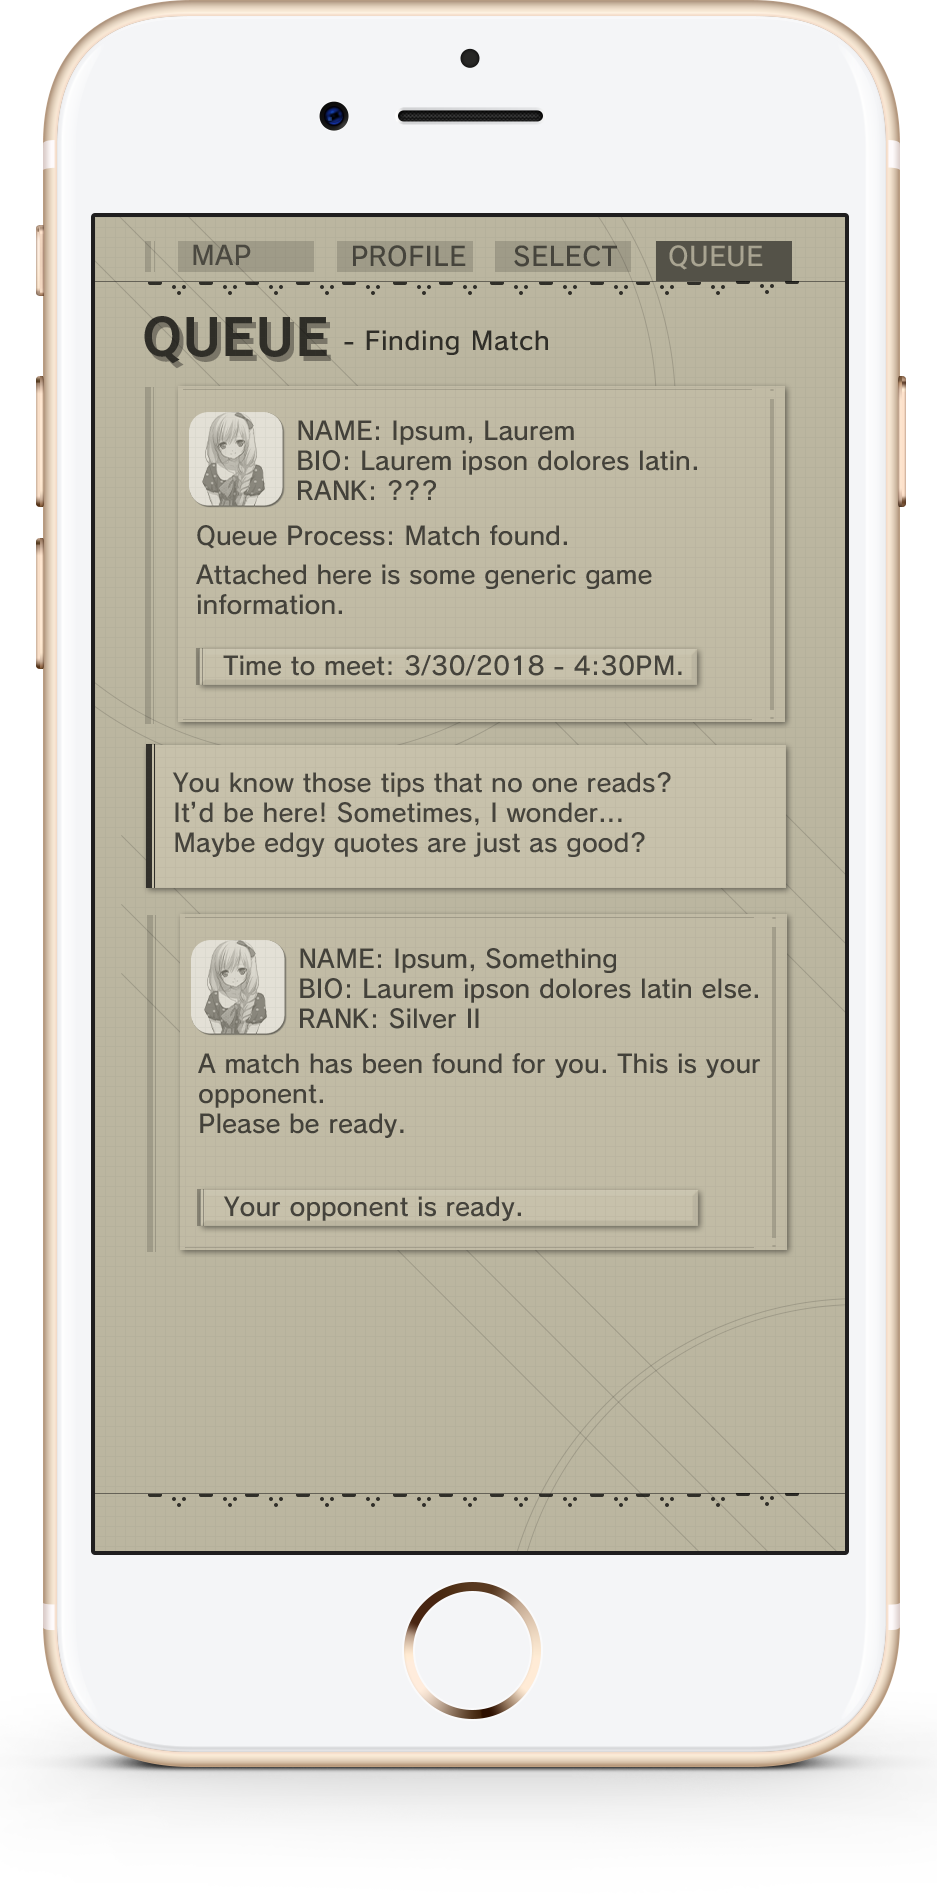 MAP PROFILE SELECT QUEUE
QUEUE - Finding Match
NAME: Ipsum, Laurem
BIO: Laurem ipson dolores latin.
RANK: ???
Queue Process: Match found.
Attached here is some generic game
information.
Time to meet: 3/30/2018 - 4:30PM.
You know those tips that no one reads?
It’d be here! Sometimes, I wonder...
Maybe edgy quotes are just as good?
NAME: Ipsum, Something
BIO: Laurem ipson dolores latin else.
RANK: Silver II
A match has been found for you. This is your
opponent.
Please be ready.
Your opponent is ready.